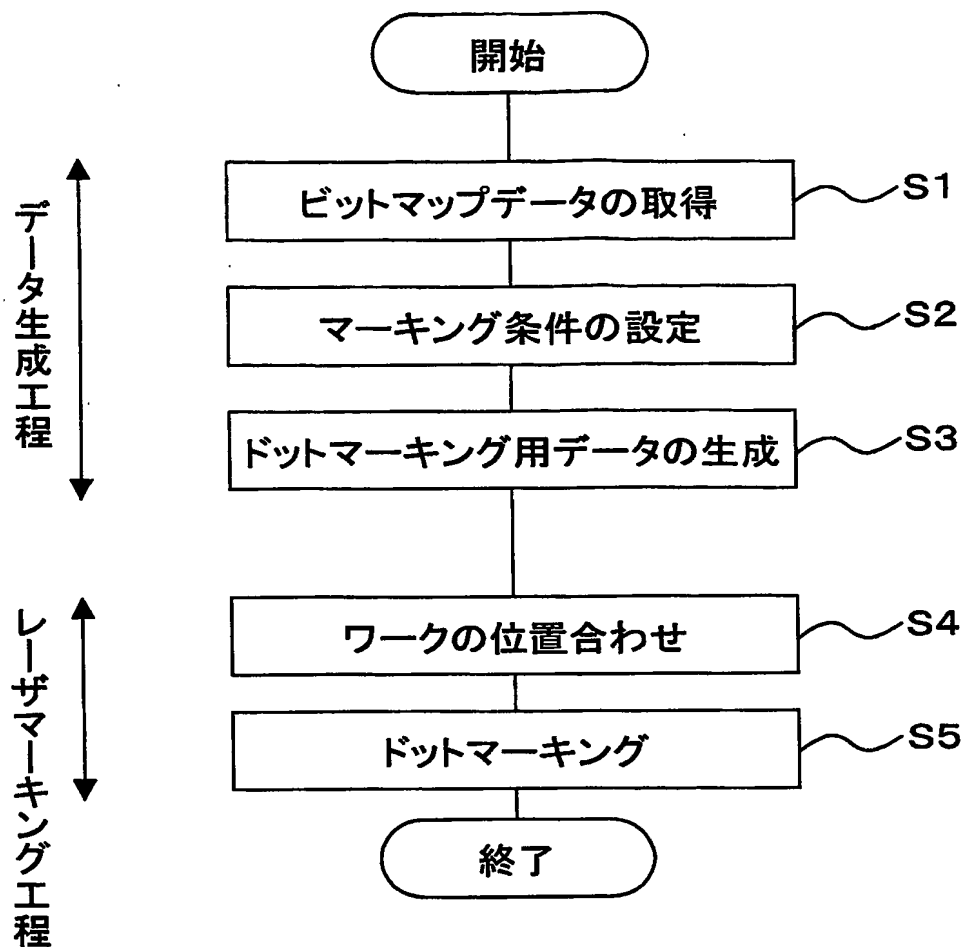 開始
データ生成工程
ビットマップデータの取得 S1
マーキング条件の設定 S2
ドットマーキング用データの生成 S3
レーザマーキング工程
ワークの位置合わせ S4
ドットマーキング S5
終了